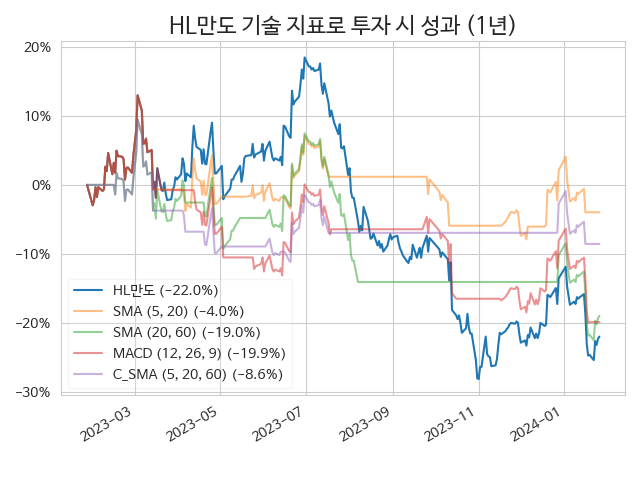 HL만도 기술 지표로 투자 시 성과 (1년)
20%
10%
0%
−10%
−20%
−30%
HL만도 (−22.0%)
SMA (5, 20) (−4.0%)
SMA (20, 60) (−19.0%)
MACD (12, 26, 9) (−19.9%)
C_SMA (5, 20, 60) (−8.6%)
2023−03
2023−05
2023−07
2023−09
2023−11
2024−01